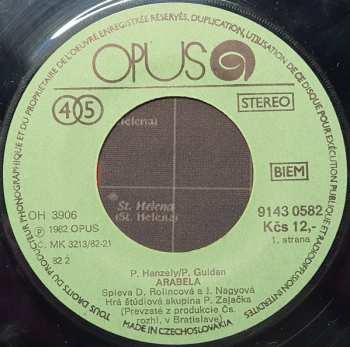 TOUS DROITS DU PRODUCTEUR PHONOGRAPHIQUE ET DU PROPRIETAIRE DE L'OEUVRE ENREGISTRÉE RÉSERVÉS, DUPLICATION, UTILISATION DE CE DISQUE POUR EXÉCUTION PUBLIQUE ET RADIODIFFUSION INTERDITES
OPUS
45
STEREO
BIEM
St. Helena
(St. Helena)
OH 3906
Ⓟ 1982 OPUS
Č. MK 3213/82-21
82 2
9143 0582
Kčs 12,-
1. strana
P. Hanzely/P. Guldan
ARABELA
Spieva D. Rolincová a I. Nagyová
Hrá štúdiová skupina P. Zajačka
(Prevzaté z produkcie Čs.
rozhl. v Bratislave)
MADE IN CZECHOSLOVAKIA